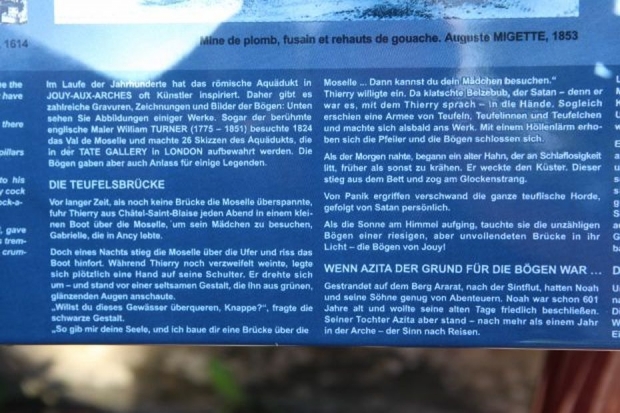 1614
Mine de plomb, fusain et rehauts de gouache. Auguste MIGETTE, 1853
the
have
there
pillars
to his
cock
ck-a-
gave
trem-
crum-
Im Laufe der Jahrhunderte hat das römische Aquädukt in
JOUY-AUX-ARCHES oft Künstler inspiriert. Daher gibt es
zahlreiche Gravuren, Zeichnungen und Bilder der Bögen: Unten
sehen Sie Abbildungen einiger Werke. Sogar der berühmte
englische Maler William TURNER (1775 – 1851) besuchte 1824
das Val de Moselle und machte 26 Skizzen des Aquädukts, die
in der TATE GALLERY in LONDON aufbewahrt werden. Die
Bögen gaben aber auch Anlass für einige Legenden.
DIE TEUFELSBRÜCKE
Vor langer Zeit, als noch keine Brücke die Moselle überspannte,
fuhr Thierry aus Châtel-Saint-Blaise jeden Abend in einem klei-
nen Boot über die Moselle, um sein Mädchen zu besuchen,
Gabrielle, die in Ancy lebte.
Doch eines Nachts stieg die Moselle über die Ufer und riss das
Boot hinfort. Während Thierry noch verzweifelt weinte, legte
sich plötzlich eine Hand auf seine Schulter. Er drehte sich
um – und stand vor einer seltsamen Gestalt, die ihn aus grünen,
glänzenden Augen anschaute.
„Willst du dieses Gewässer überqueren, Knappe?“, fragte die
schwarze Gestalt.
„So gib mir deine Seele, und ich baue dir eine Brücke über die
Moselle ... Dann kannst du dein Mädchen besuchen.“
Thierry willigte ein. Da klatschte Belzebub, der Satan – denn er
war es, mit dem Thierry sprach – in die Hände. Sogleich
erschien eine Armee von Teufeln, Teufelinnen und Teufelchen
und machte sich alsbald ans Werk. Mit einem Höllenlärm erho-
ben sich die Pfeiler und die Bögen schlossen sich.
Als der Morgen nahte, begann ein alter Hahn, der an Schlaflosigkeit
litt, früher als sonst zu krähen. Er weckte den Küster. Dieser
stieg aus dem Bett und zog am Glockenstrang.
Von Panik ergriffen verschwand die ganze teuflische Horde,
gefolgt von Satan persönlich.
Als die Sonne am Himmel aufging, tauchte sie die unzähligen
Bögen einer riesigen, aber unvollendeten Brücke in ihr
Licht – die Bögen von Jouy!
WENN AZITA DER GRUND FÜR DIE BÖGEN WAR ...
Gestrandet auf dem Berg Ararat, nach der Sintflut, hatten Noah
und seine Söhne genug von Abenteuern. Noah war schon 601
Jahre alt und wollte seine alten Tage friedlich beschließen.
Seiner Tochter Azita aber stand – nach mehr als einem Jahr
in der Arche – der Sinn nach Reisen.